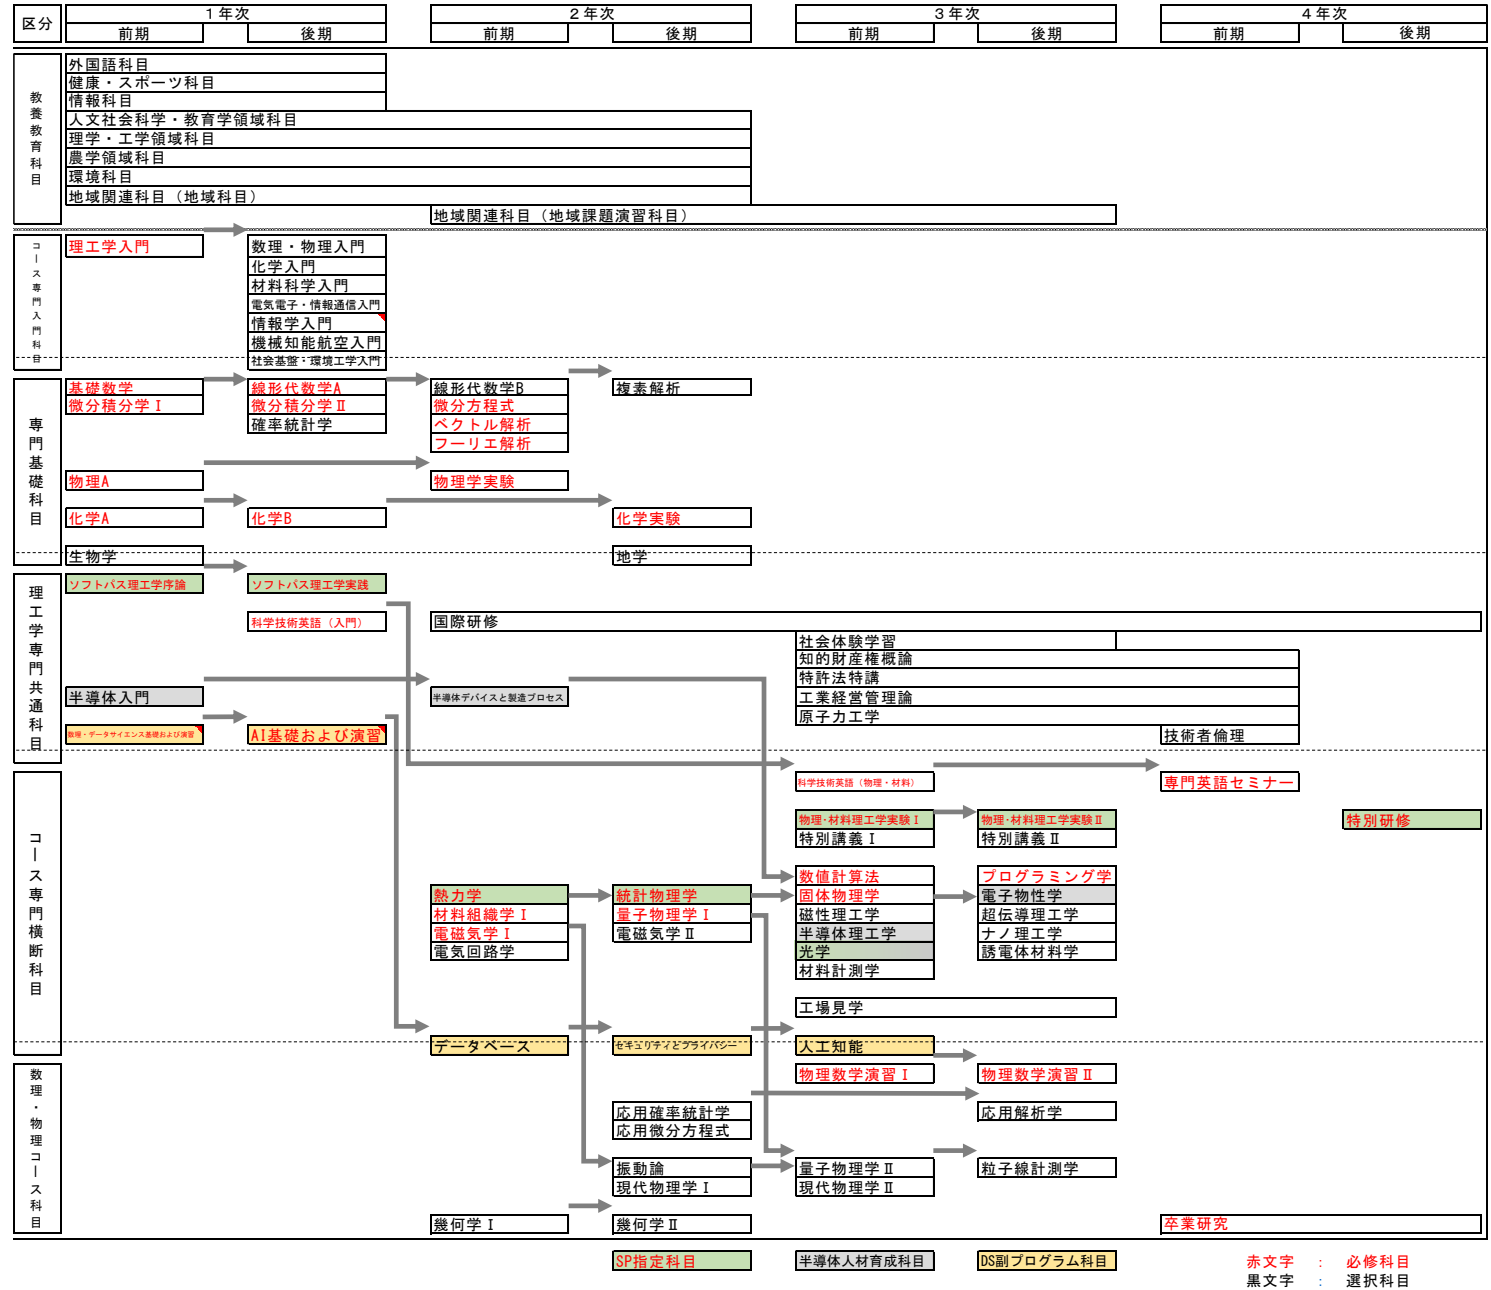 区分
1年次
2年次
3年次
4年次
前期
後期
前期
後期
前期
後期
前期
後期
教養教育科目
外国語科目
健康・スポーツ科目
情報科目
人文社会科学・教育学領域科目
理学・工学領域科目
農学領域科目
環境科目
地域関連科目（地域科目）
地域関連科目（地域課題演習科目）
コース専門入門科目
理工学入門
数理・物理入門
化学入門
材料科学入門
電気電子・情報通信入門
情報学入門
機械知能航空入門
社会基盤・環境工学入門
専門基礎科目
基礎数学
線形代数学A
線形代数学B
複素解析
微分積分学Ⅰ
微分積分学Ⅱ
微分方程式
確率統計学
ベクトル解析
フーリエ解析
物理A
物理学実験
化学A
化学B
化学実験
生物学
地学
理工学専門共通科目
ソフトパス理工学序論
ソフトパス理工学実践
科学技術英語（入門）
国際研修
社会体験学習
知的財産権概論
特許法特講
半導体入門
半導体デバイスと製造プロセス
工業経営管理論
原子力工学
数理・データサイエンス基礎および演習
AI基礎および演習
技術者倫理
コース専門横断科目
科学技術英語（物理・材料）
専門英語セミナー
物理・材料理工学実験Ⅰ
物理・材料理工学実験Ⅱ
特別研修
特別講義Ⅰ
特別講義Ⅱ
数値計算法
プログラミング学
熱力学
統計物理学
固体物理学
電子物性学
材料組織学Ⅰ
量子物理学Ⅰ
磁性理工学
超伝導理工学
電磁気学Ⅰ
電磁気学Ⅱ
半導体理工学
ナノ理工学
電気回路学
光学
誘電体材料学
材料計測学
工場見学
データベース
セキュリティとプライバシー
人工知能
数理・物理コース科目
物理数学演習Ⅰ
物理数学演習Ⅱ
応用確率統計学
応用解析学
応用微分方程式
振動論
量子物理学Ⅱ
粒子線計測学
現代物理学Ⅰ
現代物理学Ⅱ
幾何学Ⅰ
幾何学Ⅱ
卒業研究
SP指定科目
半導体人材育成科目
DS副プログラム科目
赤文字 : 必修科目
黒文字 : 選択科目